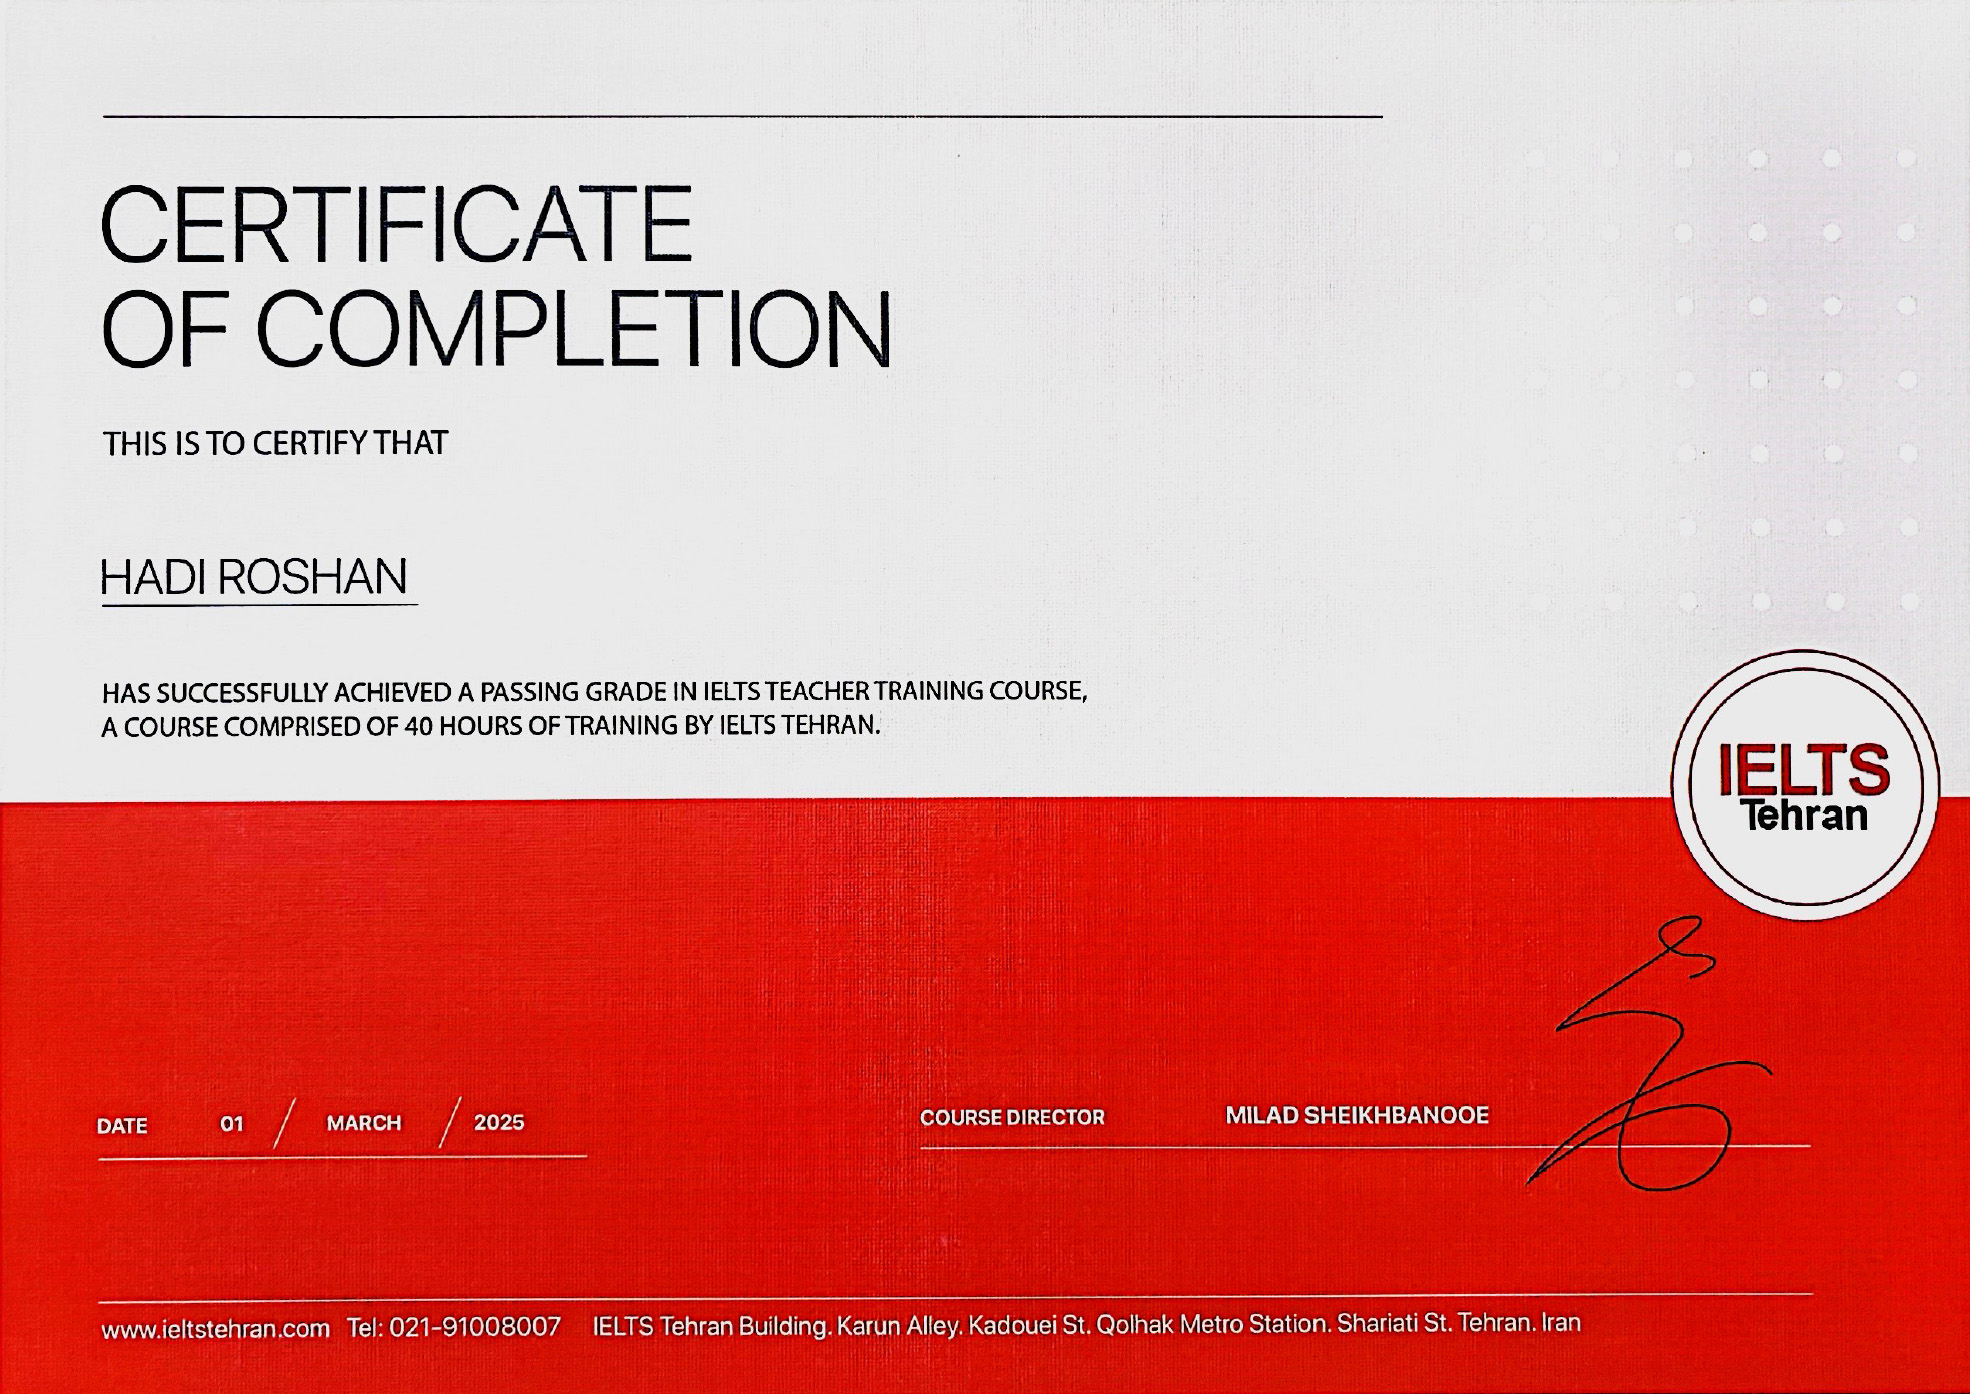 CERTIFICATE
OF COMPLETION
THIS IS TO CERTIFY THAT
HADI ROSHAN
HAS SUCCESSFULLY ACHIEVED A PASSING GRADE IN IELTS TEACHER TRAINING COURSE,
A COURSE COMPRISED OF 40 HOURS OF TRAINING BY IELTS TEHRAN.
IELTS
Tehran
DATE 01 / MARCH / 2025
COURSE DIRECTOR MILAD SHEIKHBANOOE
www.ieltstehran.com Tel: 021-91008007 IELTS Tehran Building. Karun Alley. Kadouei St. Qolhak Metro Station. Shariati St. Tehran. Iran